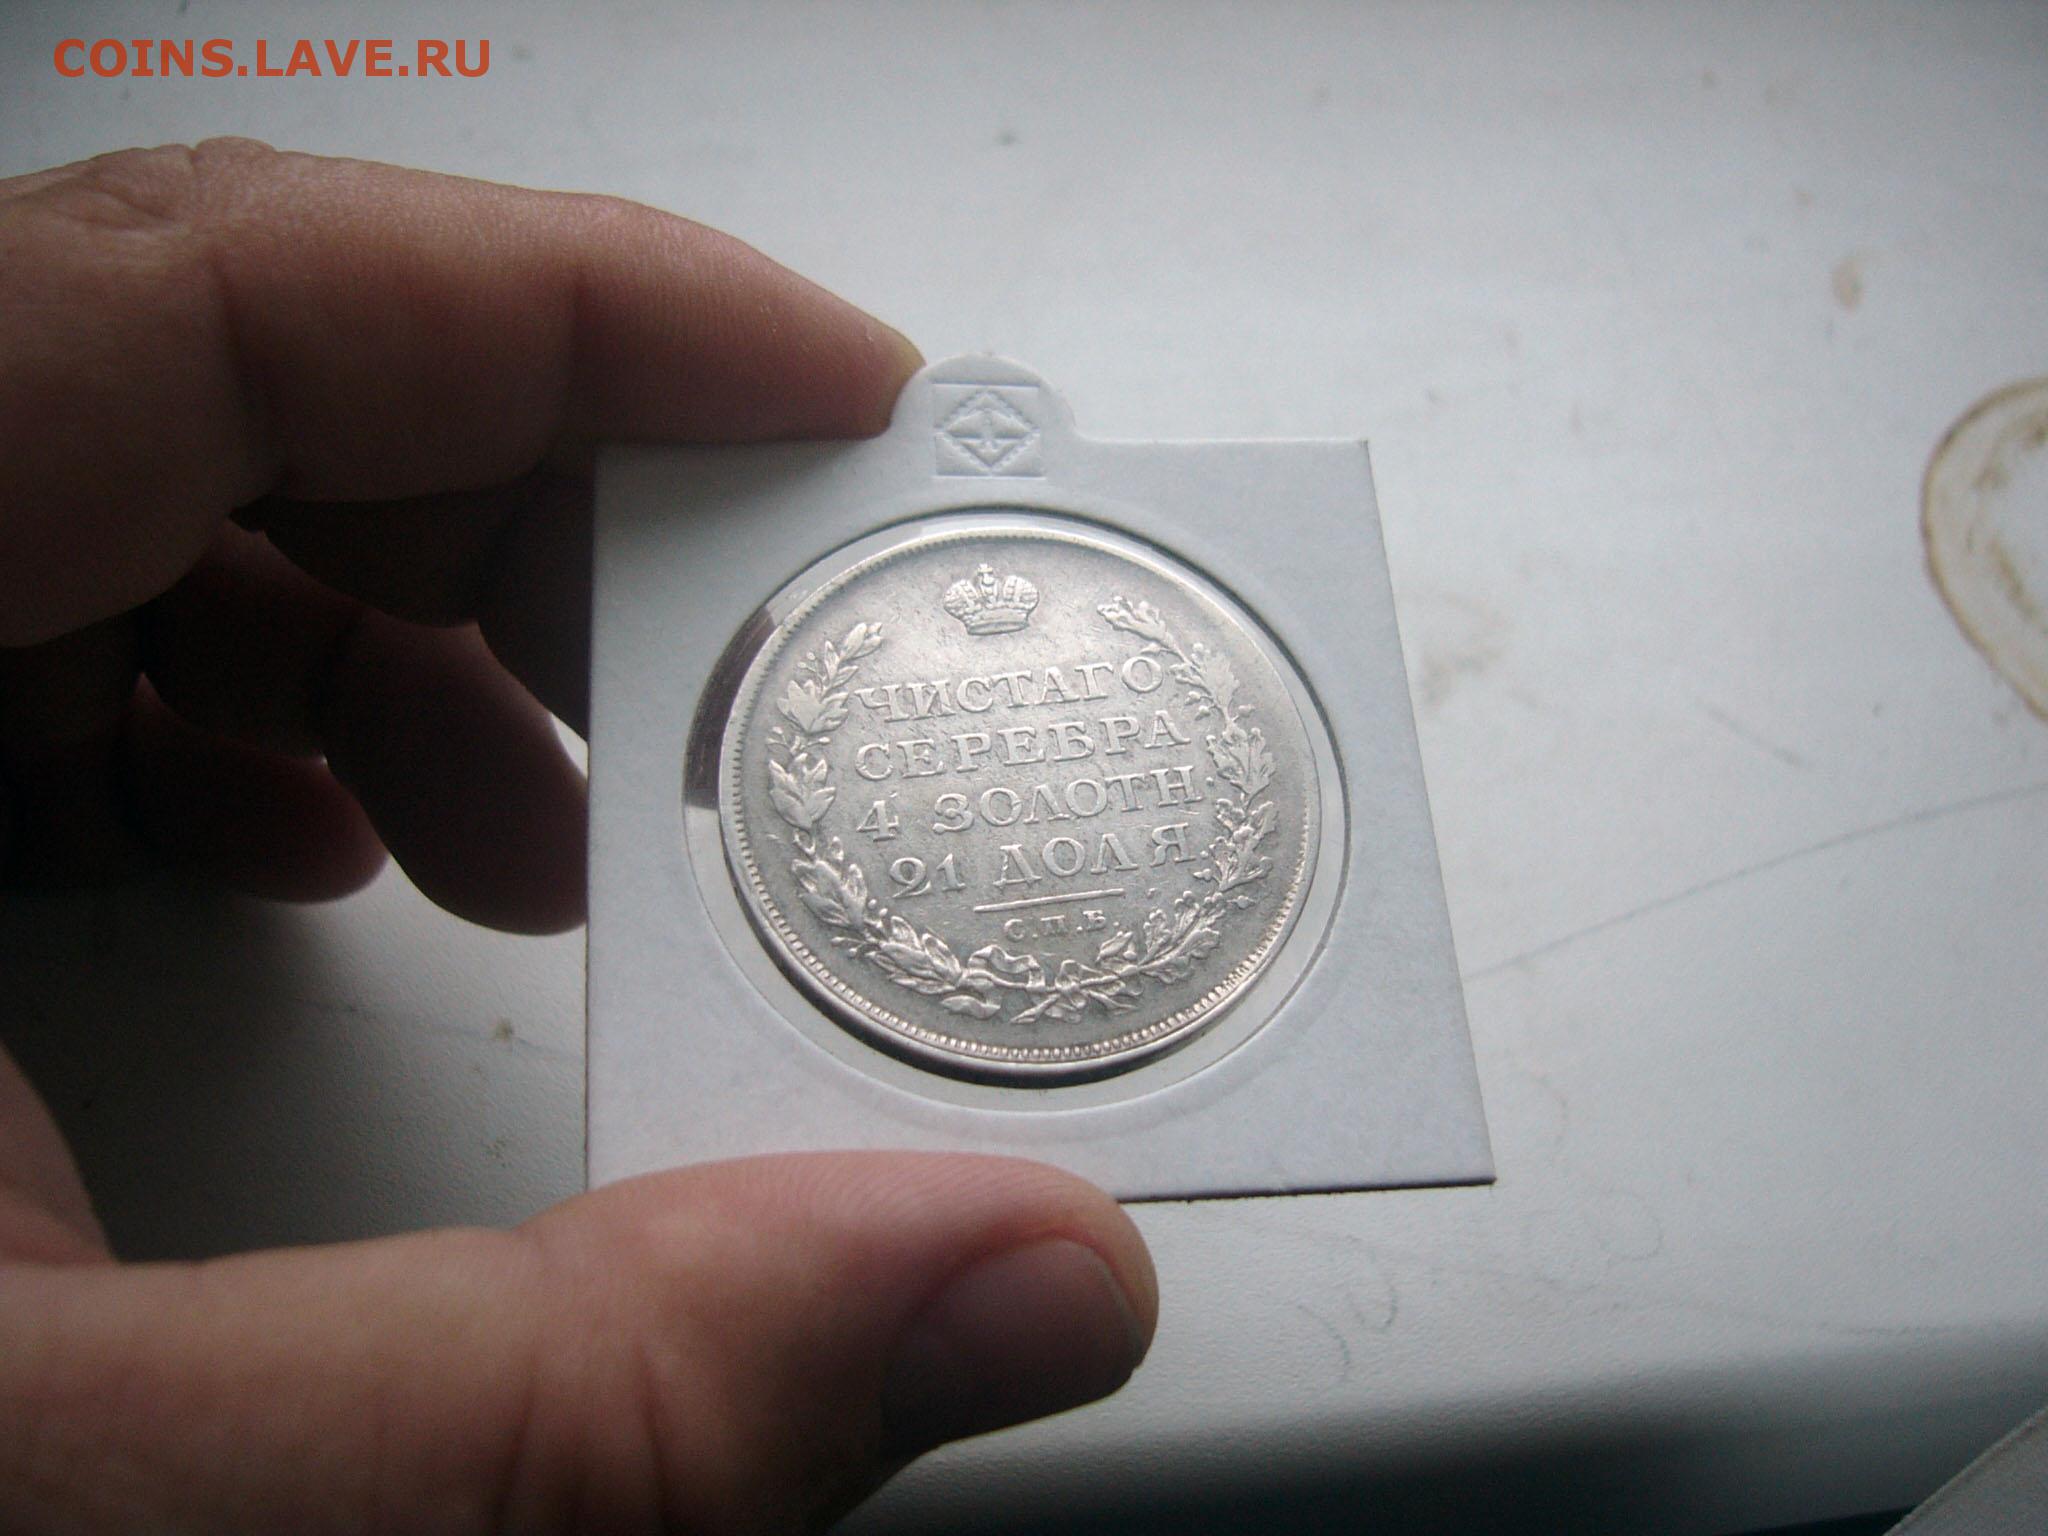 COINS.LAVE.RU
ЧИСТАГО
СЕРЕБРА
4 ЗОЛОТН.
21 ДОЛЯ.
С.П.Б.